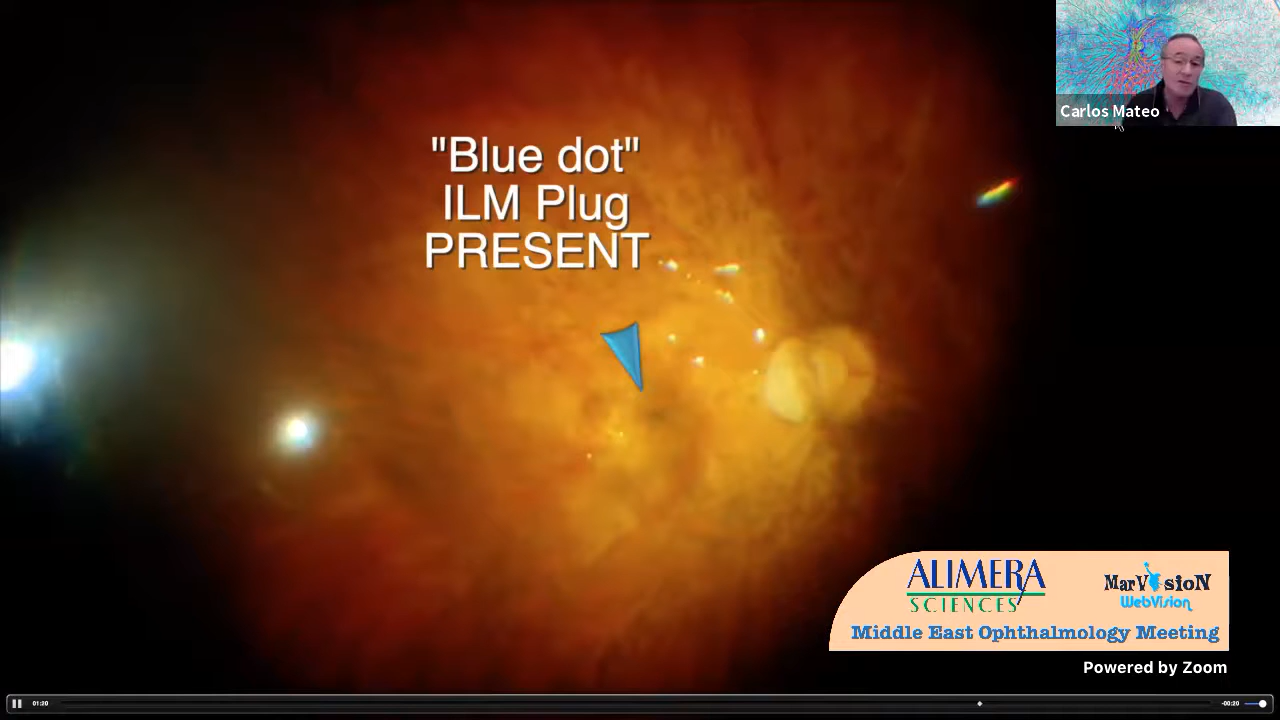 Carlos Mateo
"Blue dot"
ILM Plug
PRESENT
ALIMERA
SCIENCES
MarVisioN
WebVision
Middle East Ophthalmology Meeting
Powered by Zoom
01:20
-00:20